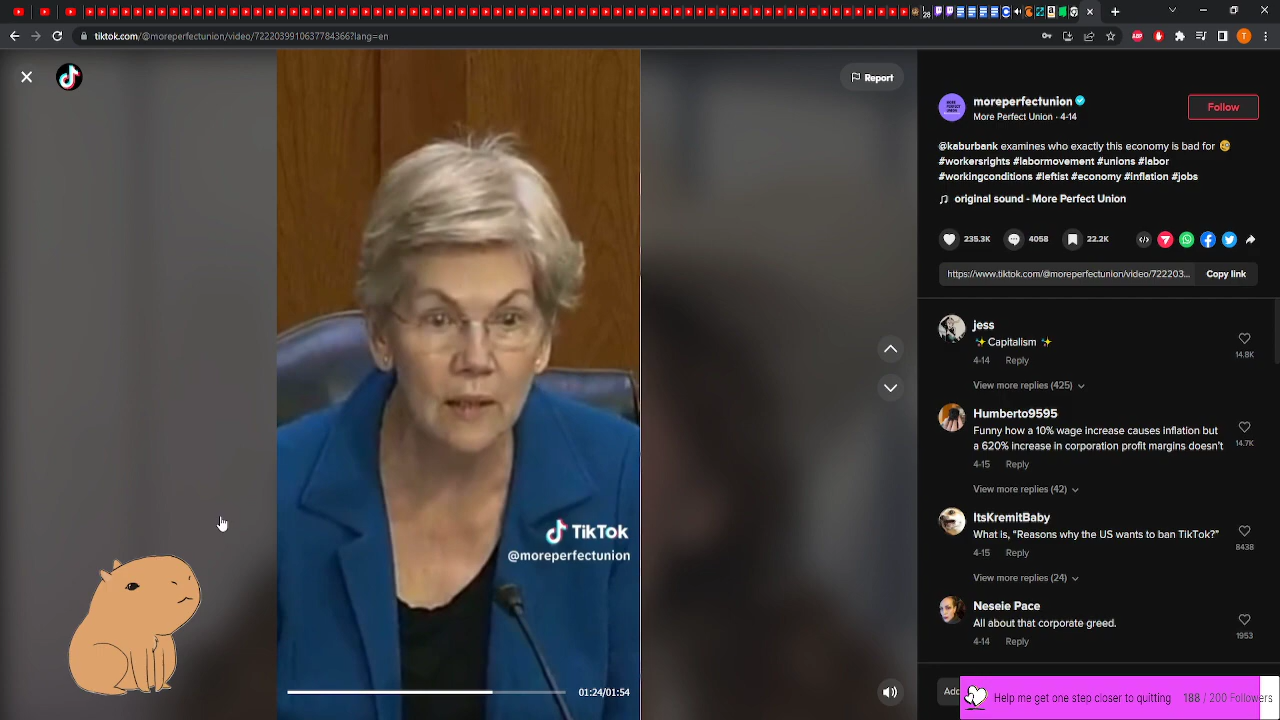 28
tiktok.com/@moreperfectunion/video/7222039910637784366?lang=en
T
Report
moreperfectunion
More Perfect Union · 4-14
Follow
@kaburbank examines who exactly this economy is bad for
#workersrights #labormovement #unions #labor
#workingconditions #leftist #economy #inflation #jobs
original sound - More Perfect Union
235.3K
4058
22.2K
https://www.tiktok.com/@moreperfectunion/video/722203...
Copy link
jess
✨Capitalism ✨
4-14 Reply
14.8K
View more replies (425)
Humberto9595
Funny how a 10% wage increase causes inflation but
a 620% increase in corporation profit margins doesn't
4-15 Reply
14.7K
View more replies (42)
ItsKremitBaby
What is, "Reasons why the US wants to ban TikTok?"
4-15 Reply
8438
View more replies (24)
Neseie Pace
All about that corporate greed.
4-14 Reply
1953
TikTok
@moreperfectunion
01:24/01:54
Add
Help me get one step closer to quitting 188 / 200 Followers